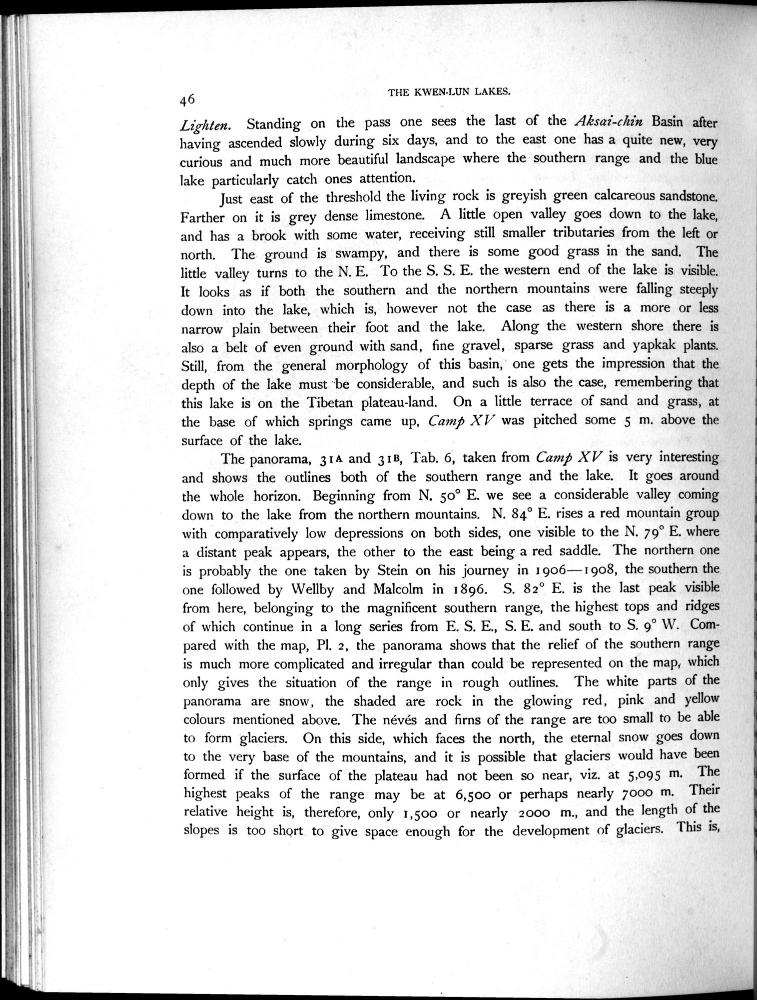 46
THE KWEN-LUN LAKES.
Lighten. Standing on the pass one sees the last of the Aksai-chin Basin after
having ascended slowly during six days, and to the east one has a quite new, very
curious and much more beautiful landscape where the southern range and the blue
lake particularly catch ones attention.
Just east of the threshold the living rock is greyish green calcareous sandstone.
Farther on it is grey dense limestone. A little open valley goes down to the lake,
and has a brook with some water, receiving still smaller tributaries from the left or
north. The ground is swampy, and there is some good grass in the sand. The
little valley turns to the N. E. To the S. S. E. the western end of the lake is visible.
It looks as if both the southern and the northern mountains were falling steeply
down into the lake, which is, however not the case as there is a more or less
narrow plain between their foot and the lake. Along the western shore there is
also a belt of even ground with sand, fine gravel, sparse grass and yapkak plants.
Still, from the general morphology of this basin, one gets the impression that the
depth of the lake must be considerable, and such is also the case, remembering that
this lake is on the Tibetan plateau-land. On a little terrace of sand and grass, at
the base of which springs came up, Camp XV was pitched some 5 m. above the
surface of the lake.
The panorama, 31A and 31B, Tab. 6, taken from Camp XV is very interesting
and shows the outlines both of the southern range and the lake. It goes around
the whole horizon. Beginning from N. 50° E. we see a considerable valley coming
down to the lake from the northern mountains. N. 84° E. rises a red mountain group
with comparatively low depressions on both sides, one visible to the N. 79° E. where
a distant peak appears, the other to the east being a red saddle. The northern one
is probably the one taken by Stein on his journey in 1906—1908, the southern the
one followed by Wellby and Malcolm in 1896. S. 82° E. is the last peak visible
from here, belonging to the magnificent southern range, the highest tops and ridges
of which continue in a long series from E. S. E., S. E. and south to S. 9° W. Com-
pared with the map, Pl. 2, the panorama shows that the relief of the southern range
is much more complicated and irregular than could be represented on the map, which
only gives the situation of the range in rough outlines. The white parts of the
panorama are snow, the shaded are rock in the glowing red, pink and yellow
colours mentioned above. The névés and firns of the range are too small to be able
to form glaciers. On this side, which faces the north, the eternal snow goes down
to the very base of the mountains, and it is possible that glaciers would have been
formed if the surface of the plateau had not been so near, viz. at 5,095 m. The
highest peaks of the range may be at 6,500 or perhaps nearly 7000 m. Their
relative height is, therefore, only 1,500 or nearly 2000 m., and the length of the
slopes is too short to give space enough for the development of glaciers. This is,